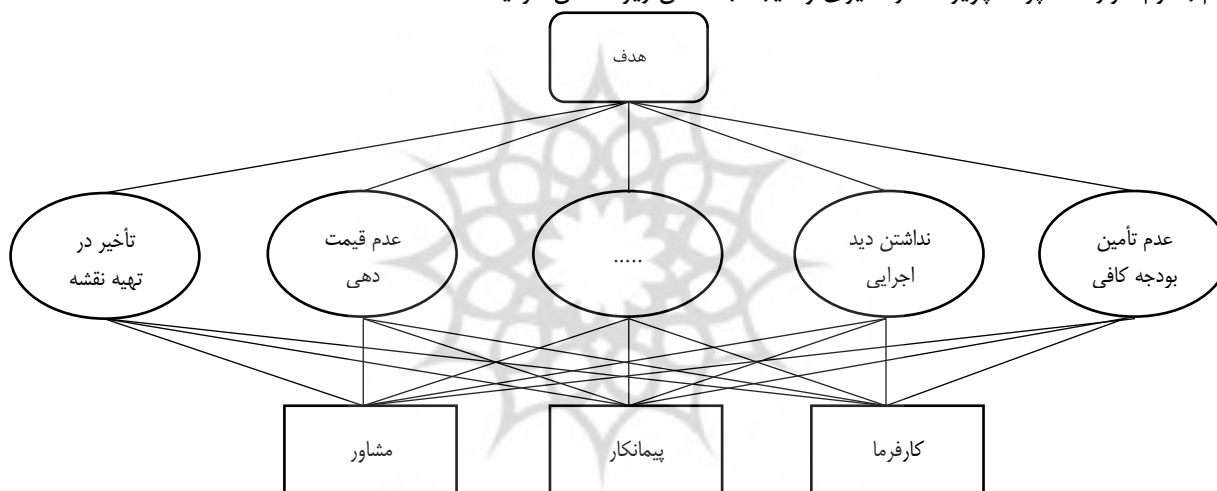 هدف
عدم تأمین
بودجه کافی
نداشتن دید
اجرایی
.....
عدم قیمت
دهی
تأخیر در
تهیه نقشه
کارفرما
پیمانکار
مشاور